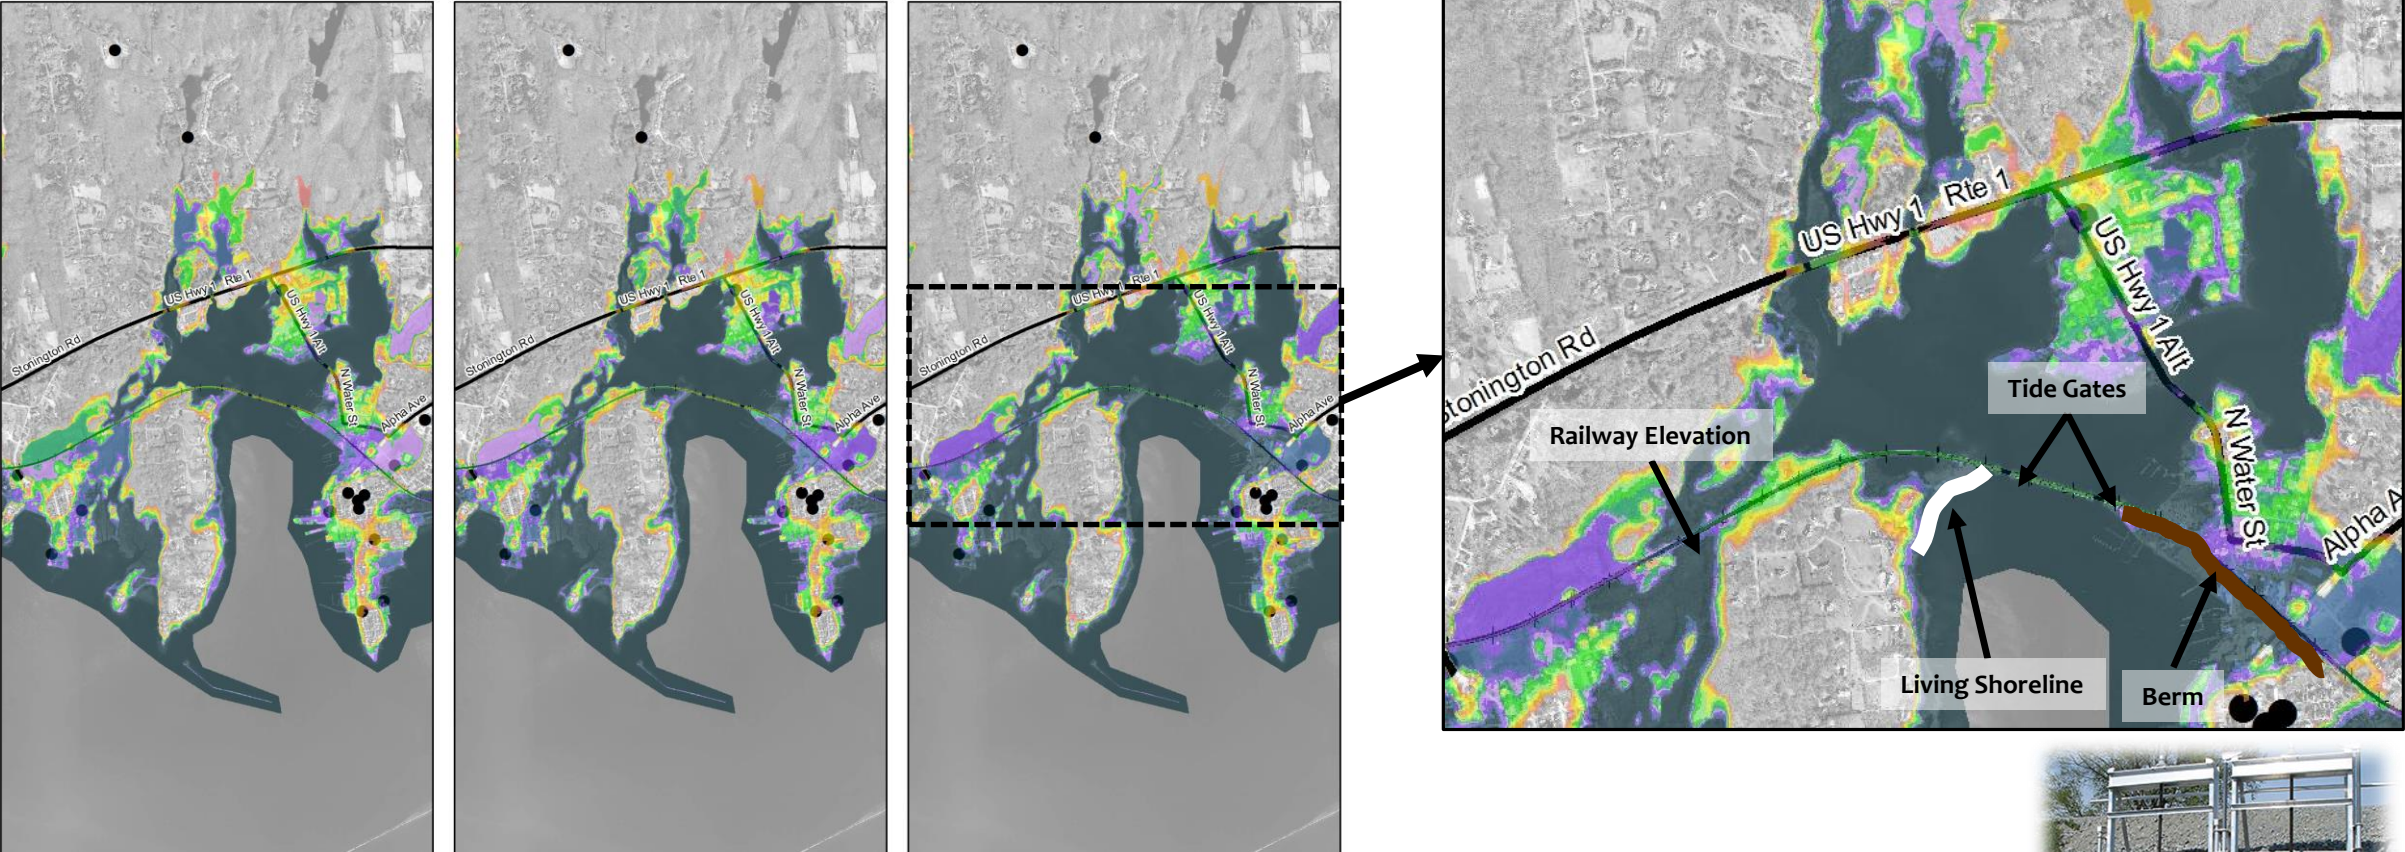 US Hwy 1
Rte 1
US Hwy 1 Alt
Stonington Rd
N Water St
Alpha Ave
US Hwy 1
Rte 1
US Hwy 1 Alt
Stonington Rd
N Water St
Alpha Ave
US Hwy 1
Rte 1
US Hwy 1 Alt
Stonington Rd
N Water St
Alpha Ave
US Hwy 1
Rte 1
US Hwy 1 Alt
Stonington Rd
Tide Gates
Railway Elevation
N Water St
Alpha A
Living Shoreline
Berm